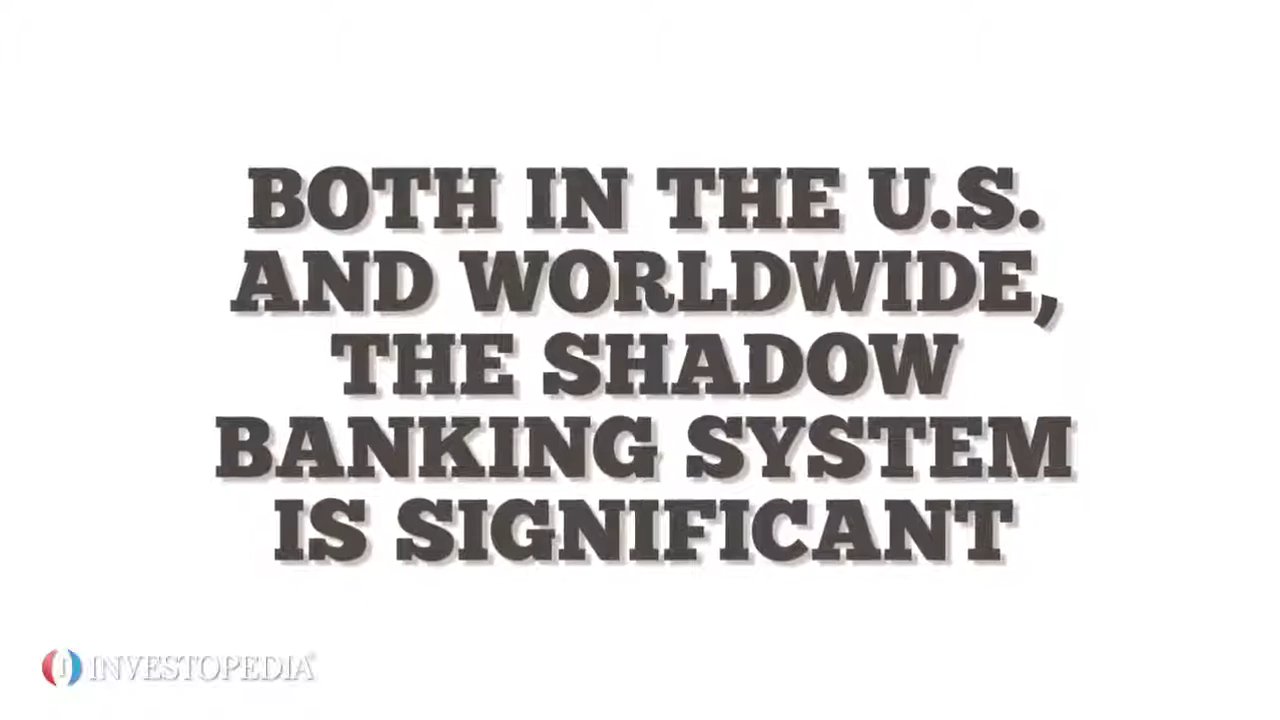 BOTH IN THE U.S.
AND WORLDWIDE,
THE SHADOW
BANKING SYSTEM
IS SIGNIFICANT
INVESTOPEDIA